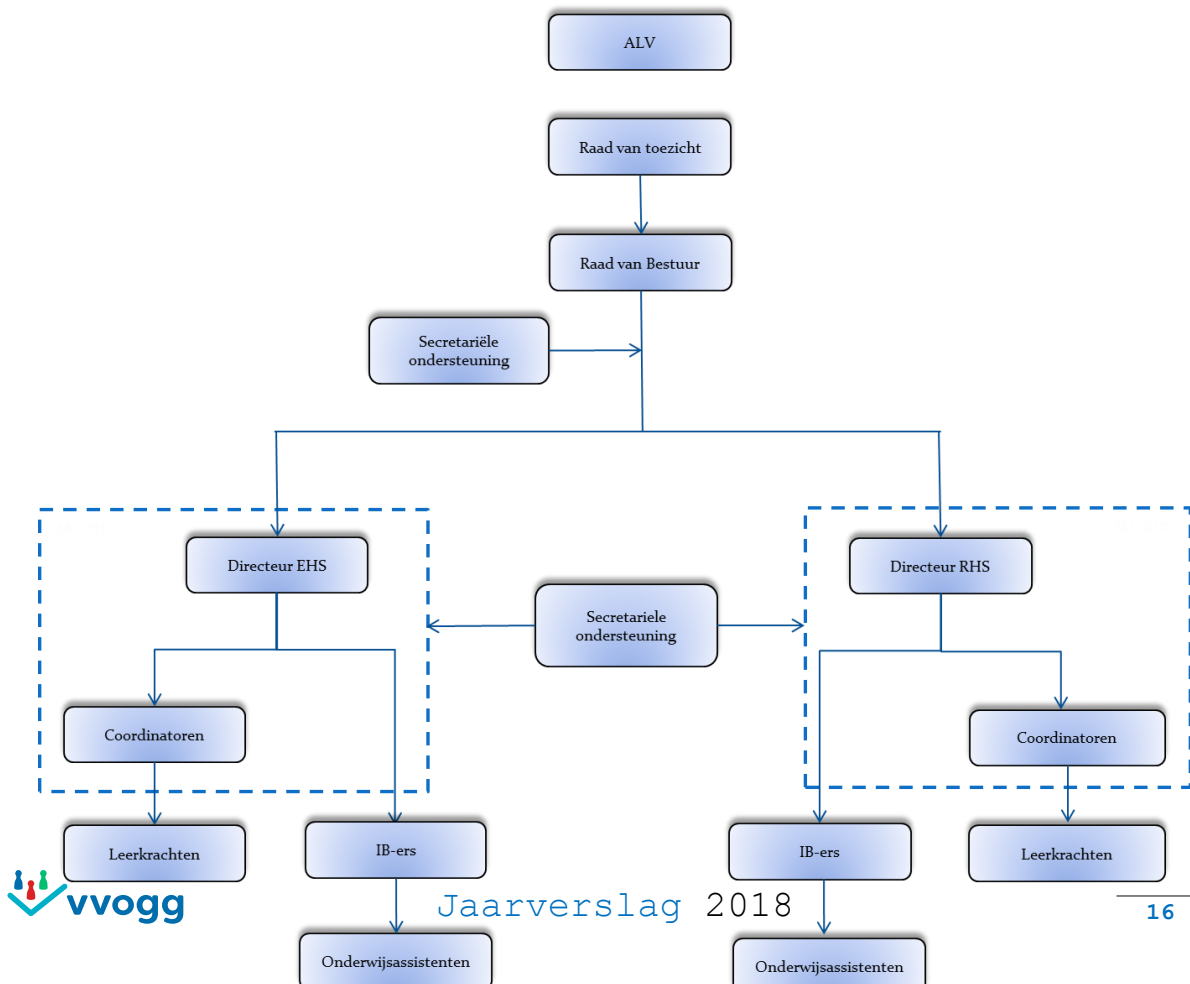 ALV
Raad van toezicht
Raad van Bestuur
Secretariële
ondersteuning
Directeur EHS
Directeur RHS
Secretariele
ondersteuning
Coordinatoren
Coordinatoren
Leerkrachten
IB-ers
IB-ers
Leerkrachten
vvogg
Jaarverslag 2018
16
Onderwijsassistenten
Onderwijsassistenten